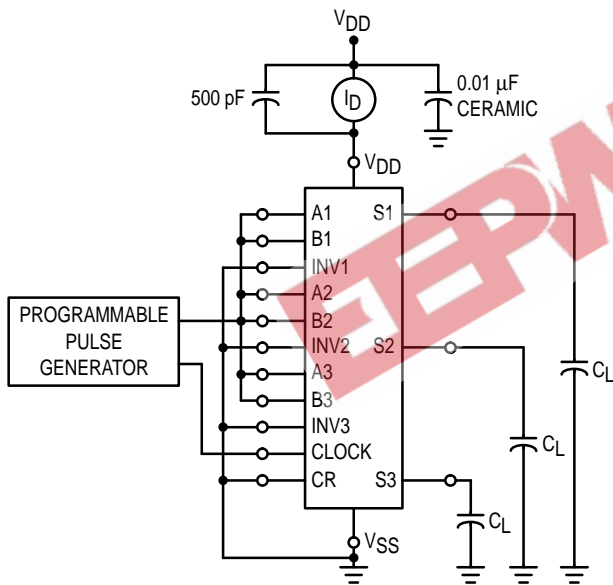 VDD
500 pF
ID
0.01 µF
CERAMIC
VDD
A1
S1
B1
INV1
A2
PROGRAMMABLE
PULSE
GENERATOR
B2
INV2
S2
A3
B3
INV3
CLOCK
CR
S3
CL
CL
CL
VSS
EEPW